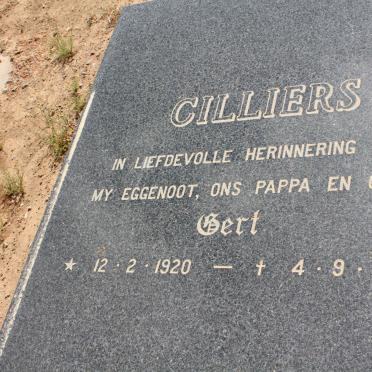 CILLIERS
IN LIEFDEVOLLE HERINNERING
MY EGGENOOT, ONS PAPPA EN
Gert
★ 12·2·1920 — † 4·9·